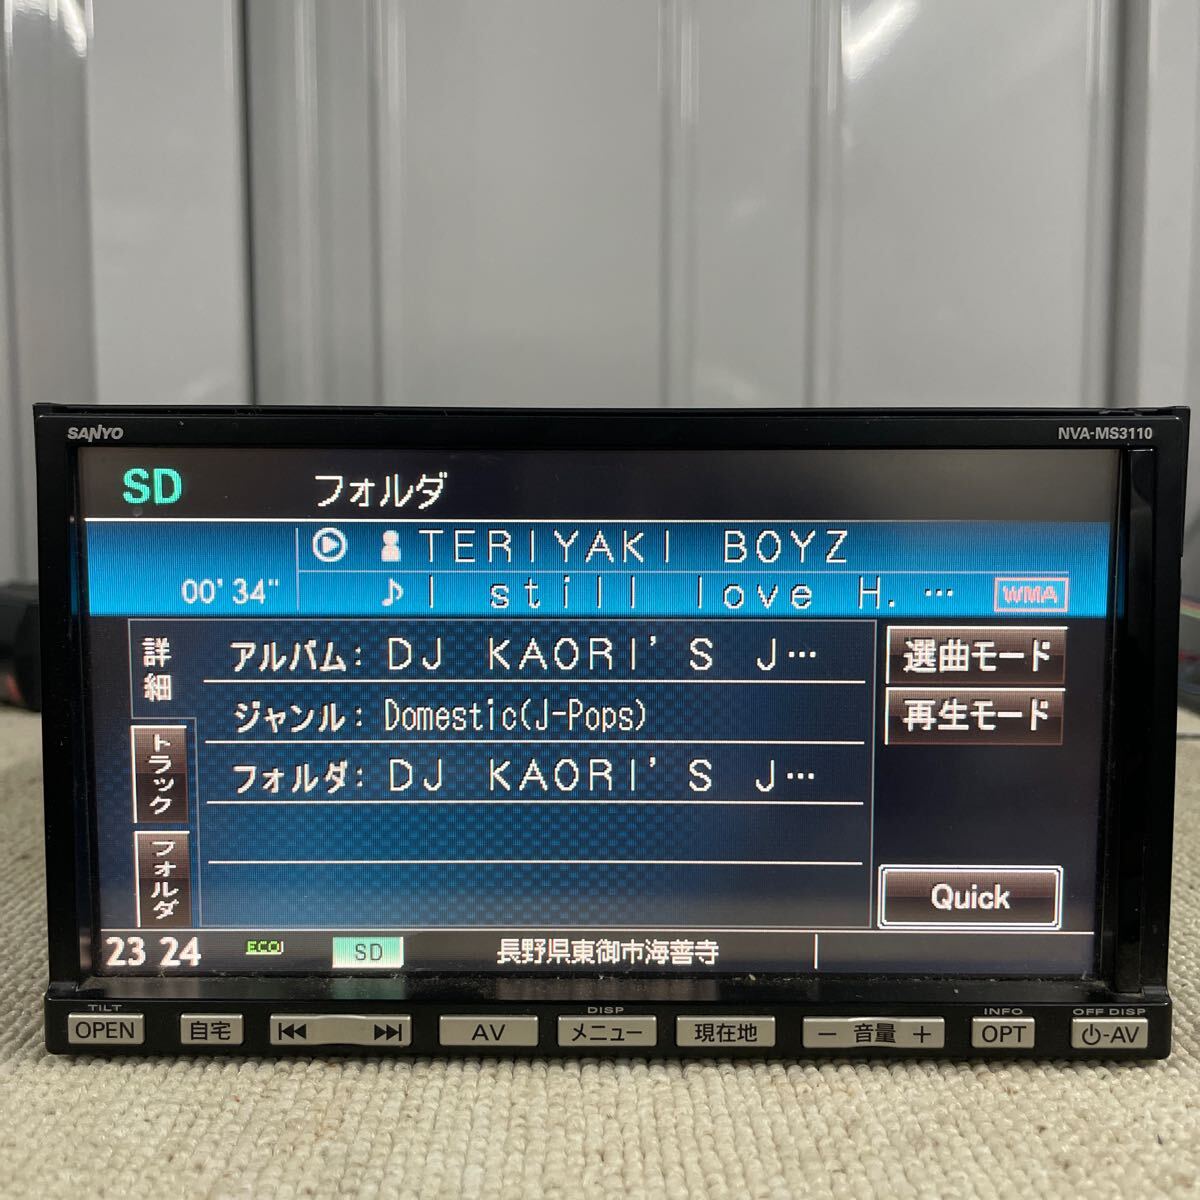 SANYO
NVA-MS3110
SD
フォルダ
TERIYAKI BOYZ
00'34"
I still love H. …
WMA
詳細
アルバム: DJ KAORI'S J…
選曲モード
ジャンル: Domestic(J-Pops)
再生モード
トラック
フォルダ: DJ KAORI'S J…
フォルダ
Quick
23 24
ECO
SD
長野県東御市海善寺
TILT
DISP
INFO
OFF DISP
OPEN
自宅
AV
メニュー
現在地
− 音量 +
OPT
⏻-AV